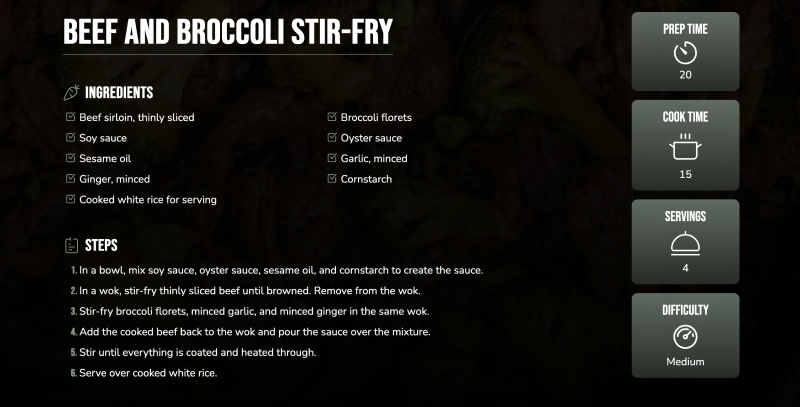 BEEF AND BROCCOLI STIR-FRY
INGREDIENTS
Beef sirloin, thinly sliced
Broccoli florets
Soy sauce
Oyster sauce
Sesame oil
Garlic, minced
Ginger, minced
Cornstarch
Cooked white rice for serving
STEPS
1. In a bowl, mix soy sauce, oyster sauce, sesame oil, and cornstarch to create the sauce.
2. In a wok, stir-fry thinly sliced beef until browned. Remove from the wok.
3. Stir-fry broccoli florets, minced garlic, and minced ginger in the same wok.
4. Add the cooked beef back to the wok and pour the sauce over the mixture.
5. Stir until everything is coated and heated through.
6. Serve over cooked white rice.
PREP TIME
20
COOK TIME
15
SERVINGS
4
DIFFICULTY
Medium